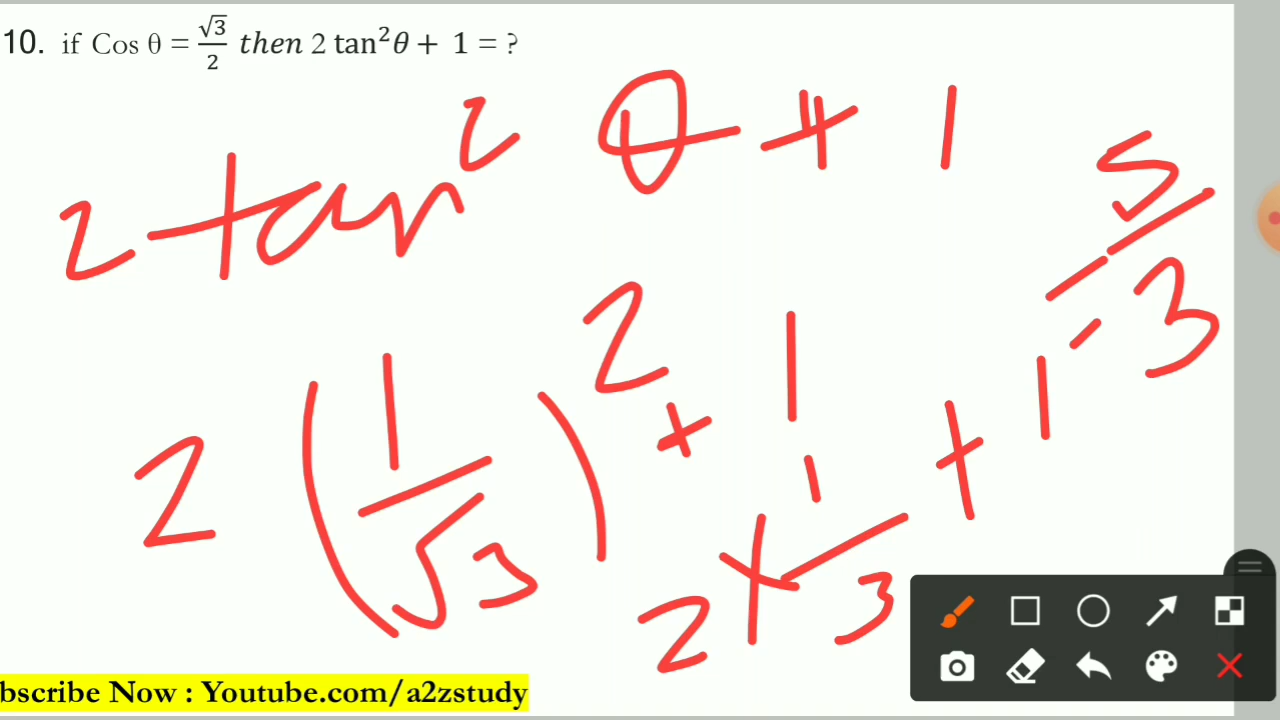 10. if Cos θ = √3/2 then 2 tan²θ + 1 = ?
2 tan² θ + 1
2 (1/√3)² + 1
2 × 1/3 + 1 = 5/3
bscribe Now : Youtube.com/a2zstudy